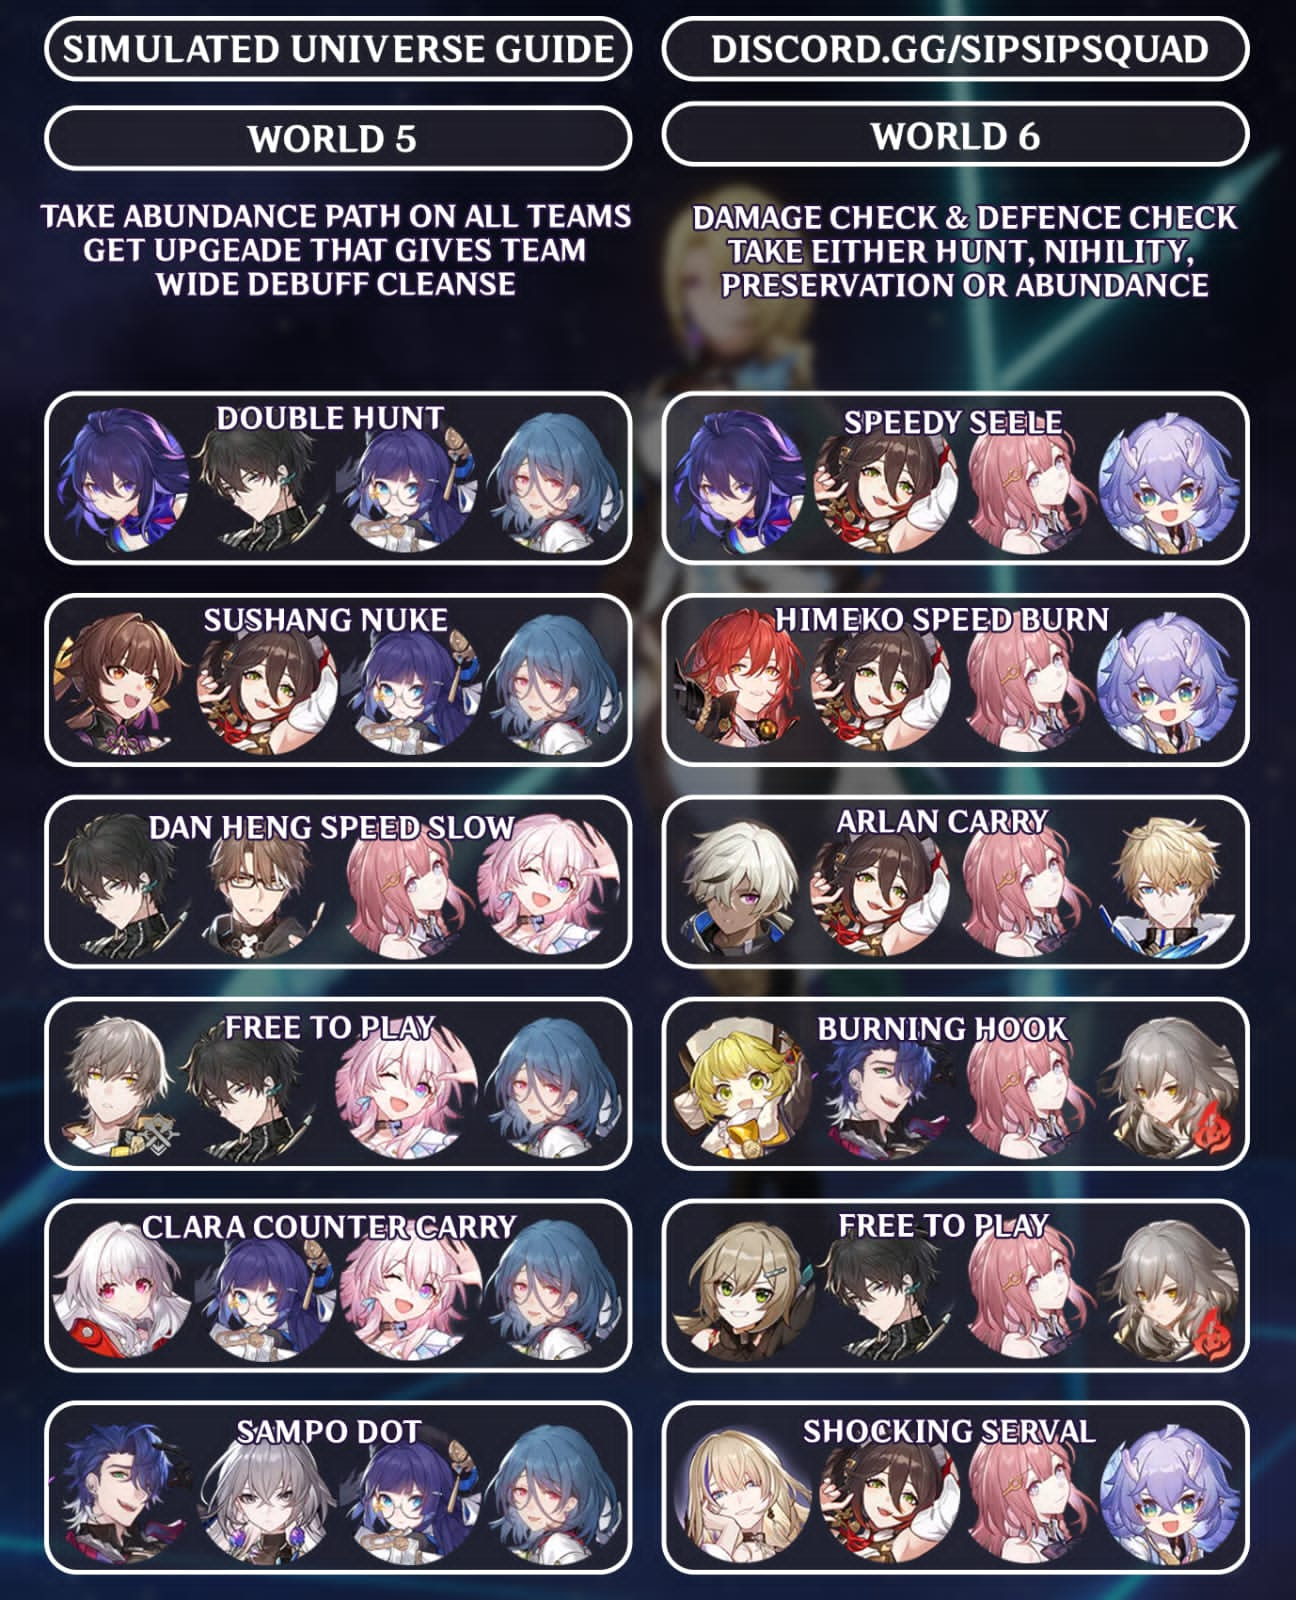 SIMULATED UNIVERSE GUIDE
DISCORD.GG/SIPSIPSQUAD
WORLD 5
TAKE ABUNDANCE PATH ON ALL TEAMS
GET UPGEADE THAT GIVES TEAM
WIDE DEBUFF CLEANSE
DOUBLE HUNT
SUSHANG NUKE
DAN HENG SPEED SLOW
FREE TO PLAY
CLARA COUNTER CARRY
SAMPO DOT
WORLD 6
DAMAGE CHECK & DEFENCE CHECK
TAKE EITHER HUNT, NIHILITY,
PRESERVATION OR ABUNDANCE
SPEEDY SEELE
HIMEKO SPEED BURN
ARLAN CARRY
BURNING HOOK
FREE TO PLAY
SHOCKING SERVAL